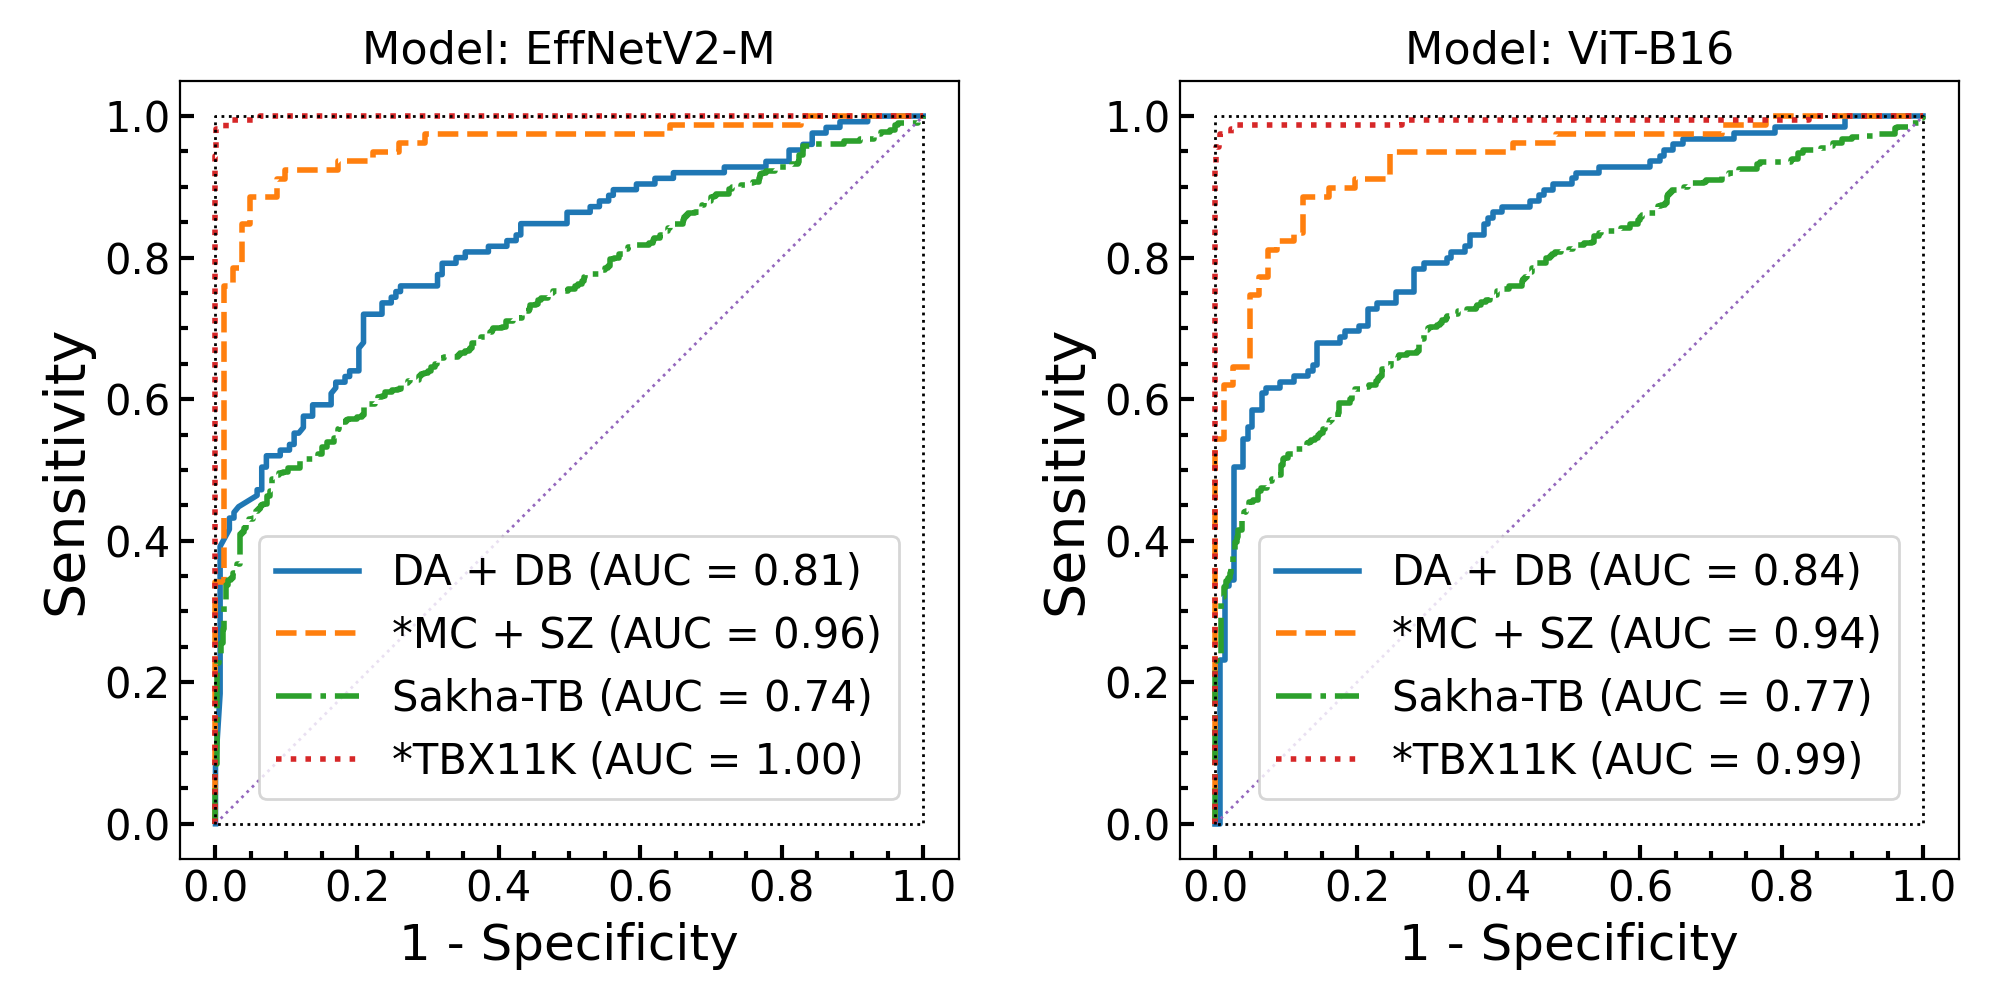 Model: EffNetV2-M
1.0
0.8
0.6
0.4
0.2
0.0
Sensitivity
DA + DB (AUC = 0.81)
*MC + SZ (AUC = 0.96)
Sakha-TB (AUC = 0.74)
*TBX11K (AUC = 1.00)
0.0 0.2 0.4 0.6 0.8 1.0
1 - Specificity
Model: ViT-B16
1.0
0.8
0.6
0.4
0.2
0.0
Sensitivity
DA + DB (AUC = 0.84)
*MC + SZ (AUC = 0.94)
Sakha-TB (AUC = 0.77)
*TBX11K (AUC = 0.99)
0.0 0.2 0.4 0.6 0.8 1.0
1 - Specificity